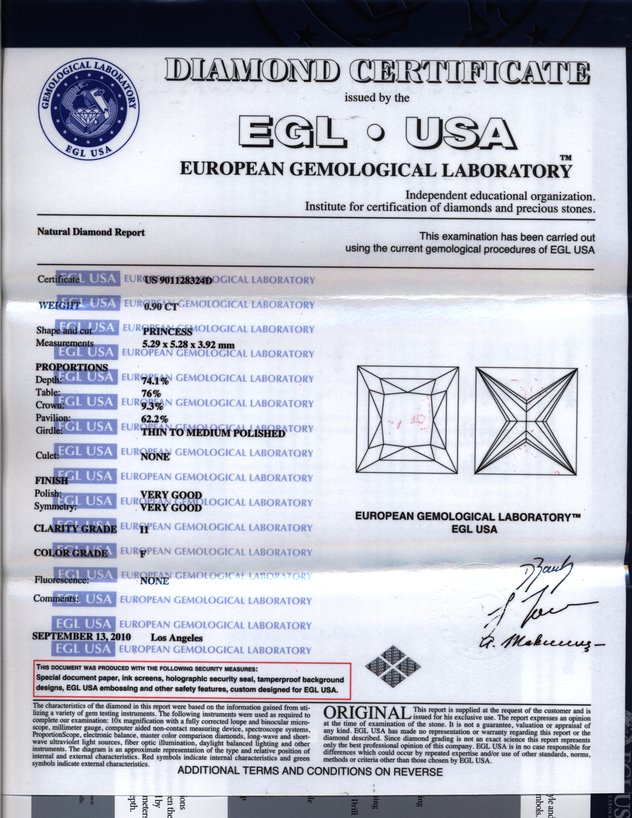 GEMOLOGICAL LABORATORY
EGL USA
DIAMOND CERTIFICATE
issued by the
EGL • USA
EUROPEAN GEMOLOGICAL LABORATORY™
Independent educational organization.
Institute for certification of diamonds and precious stones.
Natural Diamond Report
This examination has been carried out
using the current gemological procedures of EGL USA
Certificate US 901128324D
WEIGHT 0.90 CT
Shape and cut PRINCESS
Measurements 5.29 x 5.28 x 3.92 mm
PROPORTIONS
Depth: 74.1%
Table: 76%
Crown: 9.3%
Pavilion: 62.2%
Girdle: THIN TO MEDIUM POLISHED
Culet: NONE
FINISH
Polish: VERY GOOD
Symmetry: VERY GOOD
CLARITY GRADE I1
COLOR GRADE F
Fluorescence: NONE
Comments:
EGL USA EUROPEAN GEMOLOGICAL LABORATORY
SEPTEMBER 13, 2010 Los Angeles
EUROPEAN GEMOLOGICAL LABORATORY™
EGL USA
THIS DOCUMENT WAS PRODUCED WITH THE FOLLOWING SECURITY MEASURES:
Special document paper, ink screens, holographic security seal, tamperproof background
designs, EGL USA embossing and other safety features, custom designed for EGL USA.
The characteristics of the diamond in this report were based on the information gained from uti-
lizing a variety of gem testing instruments. The following instruments were used as required to
complete our examination: 10x magnification with a fully corrected loupe and binocular micro-
scope, millimeter gauge, computer aided non-contact measuring device, spectroscope systems,
ProportionScope, electronic balance, master color comparison diamonds, long-wave and short-
wave ultraviolet light sources, fiber optic illumination, daylight balanced lighting and other
instruments. The diagram is an approximate representation of the type and relative position of
internal and external characteristics. Red symbols indicate internal characteristics and green
symbols indicate external characteristics.
ORIGINAL This report is supplied at the request of the customer and is
issued for his exclusive use. The report expresses an opinion
at the time of examination of the stone. It is not a guarantee, valuation or appraisal of
any kind. EGL USA has made no representation or warranty regarding this report or the
diamond described. Since diamond grading is not an exact science this report represents
only the best professional opinion of this company. EGL USA is in no case responsible for
differences which could occur by repeated expertise and/or use of other standards, norms,
methods or criteria other than those chosen by EGL USA.
ADDITIONAL TERMS AND CONDITIONS ON REVERSE